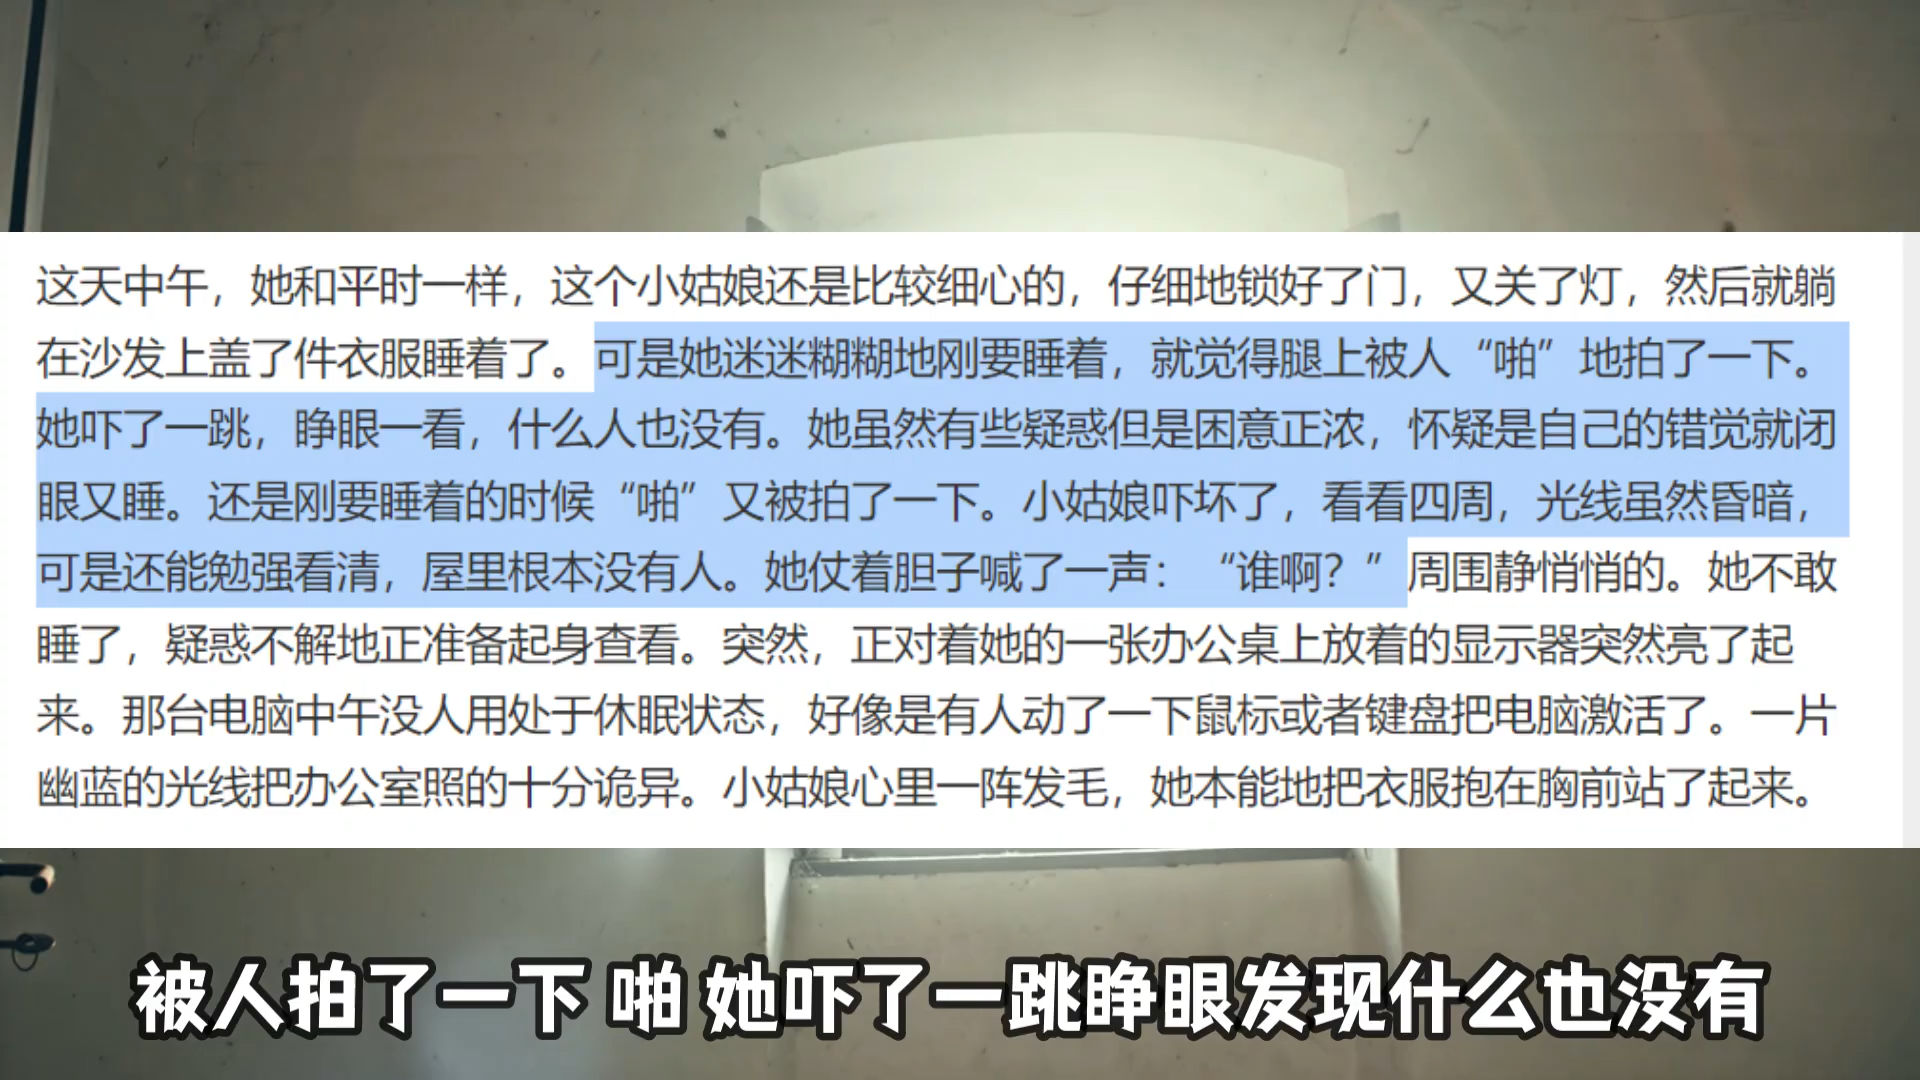 这天中午，她和平时一样，这个小姑娘还是比较细心的，仔细地锁好了门，又关了灯，然后就躺
在沙发上盖了件衣服睡着了。可是她迷迷糊糊地刚要睡着，就觉得腿上被人“啪”地拍了一下。
她吓了一跳，睁眼一看，什么人也没有。她虽然有些疑惑但是困意正浓，怀疑是自己的错觉就闭
眼又睡。还是刚要睡着的时候“啪”又被拍了一下。小姑娘吓坏了，看看四周，光线虽然昏暗，
可是还能勉强看清，屋里根本没有人。她仗着胆子喊了一声：“谁啊？”周围静悄悄的。她不敢
睡了，疑惑不解地正准备起身查看。突然，正对着她的一张办公桌上放着的显示器突然亮了起
来。那台电脑中午没人用处于休眠状态，好像是有人动了一下鼠标或者键盘把电脑激活了。一片
幽蓝的光线把办公室照的十分诡异。小姑娘心里一阵发毛，她本能地把衣服抱在胸前站了起来。
被人拍了一下 啪 她吓了一跳睁眼发现什么也没有